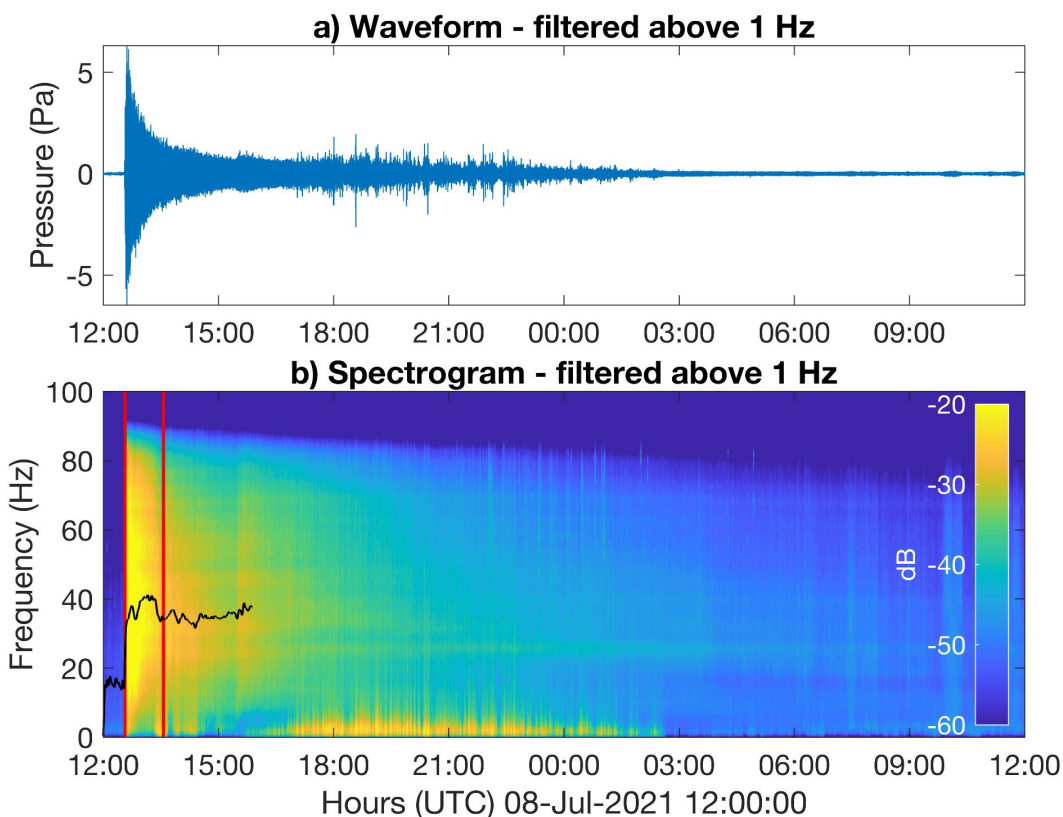 a) Waveform - filtered above 1 Hz
Pressure (Pa)
5
0
-5
12:00 15:00 18:00 21:00 00:00 03:00 06:00 09:00
b) Spectrogram - filtered above 1 Hz
Frequency (Hz)
100
80
60
40
20
0
-20
-30
-40
-50
-60
dB
12:00 15:00 18:00 21:00 00:00 03:00 06:00 09:00 12:00
Hours (UTC) 08-Jul-2021 12:00:00